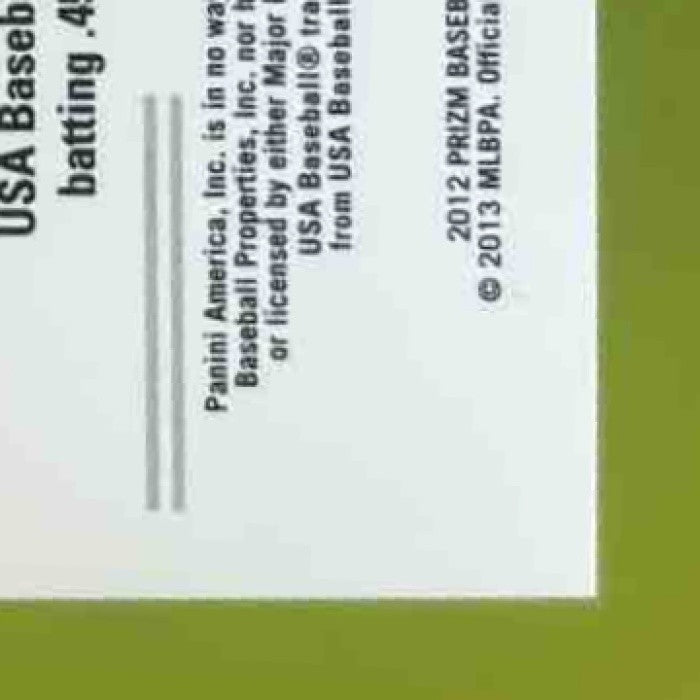 USA Baseb
batting .4
Panini America, Inc. is in no wa
Baseball Properties, Inc. nor h
or licensed by either Major
USA Baseball® tra
from USA Baseball
2012 PRIZM BASEB
© 2013 MLBPA. Officia